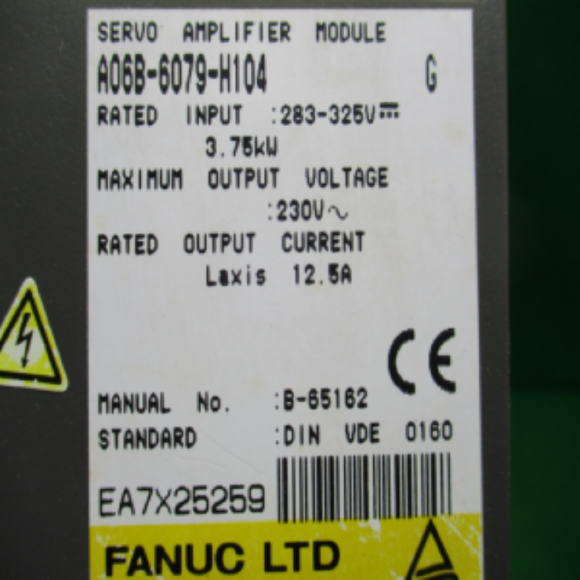 SERVO AMPLIFIER MODULE
A06B-6079-H104 G
RATED INPUT :283-325V⎓
3.75kW
MAXIMUM OUTPUT VOLTAGE
:230V～
RATED OUTPUT CURRENT
Laxis 12.5A
CE
MANUAL No. :B-65162
STANDARD :DIN VDE 0160
EA7X25259
FANUC LTD